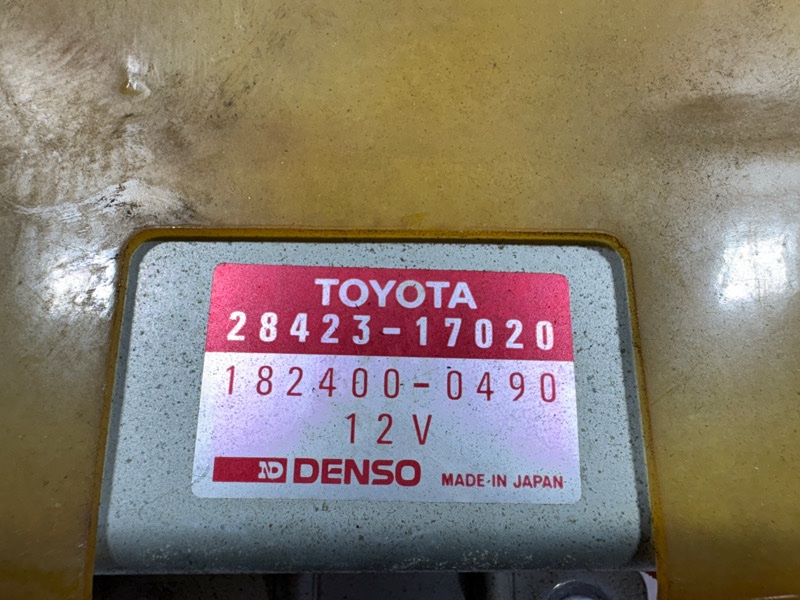 TOYOTA
28423-17020
182400-0490
12V
ND DENSO MADE IN JAPAN